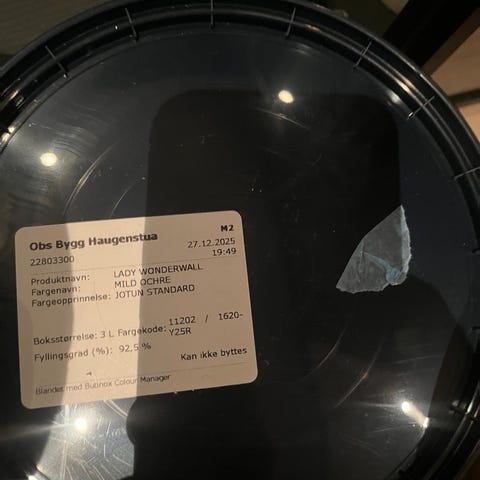 M2
Obs Bygg Haugenstua
27.12.2025
22803300
19:49
Produktnavn: LADY WONDERWALL
Fargenavn: MILD OCHRE
Fargeopprinnelse: JOTUN STANDARD
Boksstørrelse: 3 L Fargekode: 11202 / 1620-Y25R
Fyllingsgrad (%): 92,5 %
Kan ikke byttes
Blandet med Butinox Colour Manager